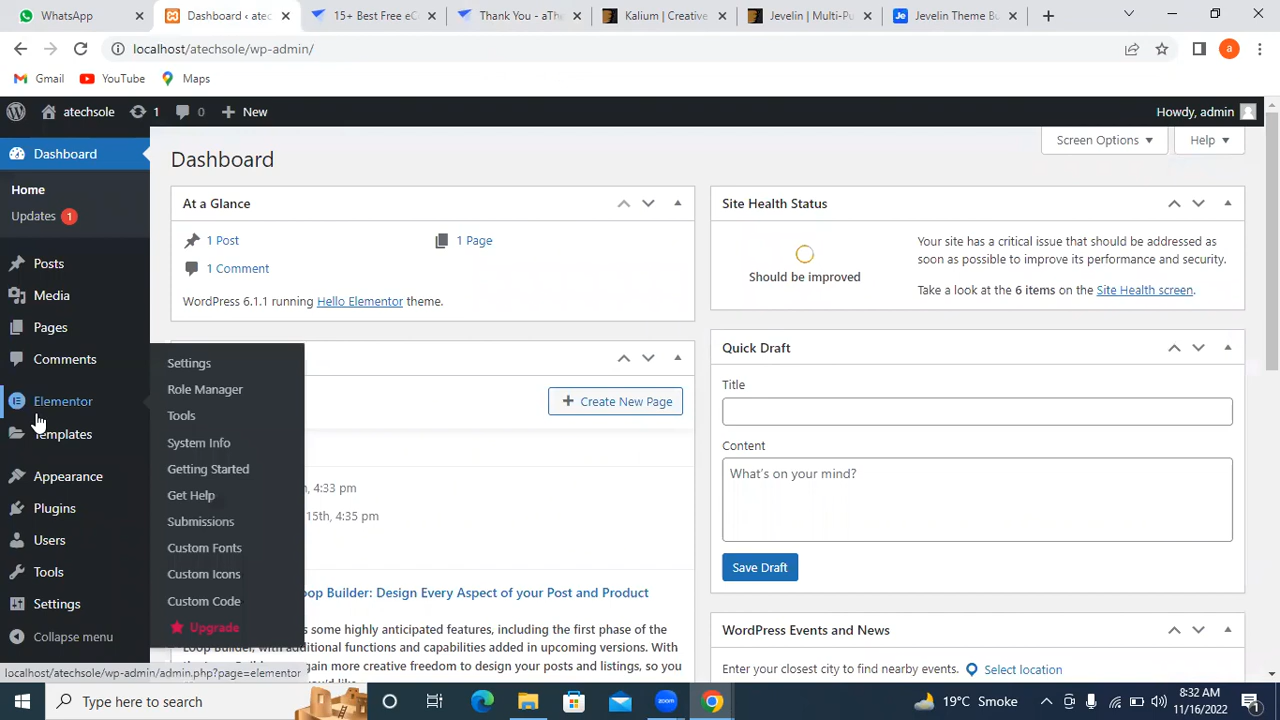 WhatsApp
Dashboard ‹ atec
15+ Best Free eC
Thank You - aThe
Kalium | Creative
Jevelin | Multi-Pu
Jevelin Theme Bu
localhost/atechsole/wp-admin/
a
Gmail
YouTube
Maps
atechsole
1
0
New
Howdy, admin
Dashboard
Home
Updates 1
Posts
Media
Pages
Comments
Elementor
Templates
Appearance
Plugins
Users
Tools
Settings
Collapse menu
Settings
Role Manager
Tools
System Info
Getting Started
Get Help
Submissions
Custom Fonts
Custom Icons
Custom Code
Upgrade
Dashboard
Screen Options
Help
At a Glance
1 Post
1 Page
1 Comment
WordPress 6.1.1 running Hello Elementor theme.
Create New Page
, 4:33 pm
15th, 4:35 pm
oop Builder: Design Every Aspect of your Post and Product
s some highly anticipated features, including the first phase of the
Loop Builder, with additional functions and capabilities added in upcoming versions. With
gain more creative freedom to design your posts and listings, so you
Site Health Status
Should be improved
Your site has a critical issue that should be addressed as
soon as possible to improve its performance and security.
Take a look at the 6 items on the Site Health screen.
Quick Draft
Title
Content
What's on your mind?
Save Draft
WordPress Events and News
Enter your closest city to find nearby events.
Select location
localhost/atechsole/wp-admin/admin.php?page=elementor
Type here to search
zoom
19°C Smoke
8:32 AM
11/16/2022
1